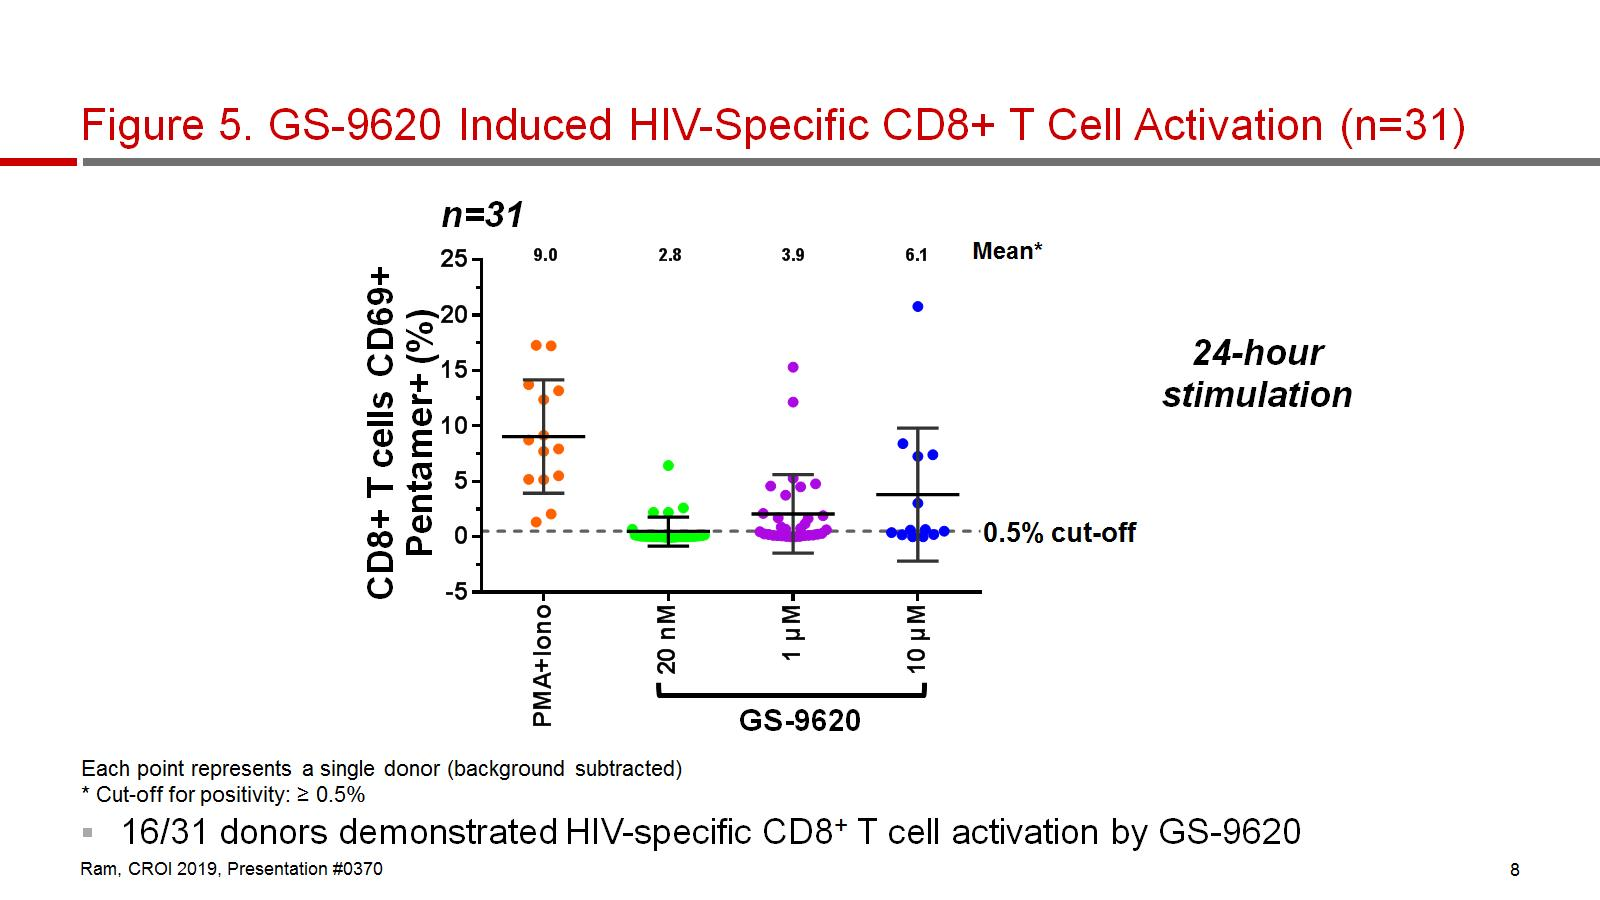 Figure 5. GS-9620 Induced HIV-Specific CD8+ T Cell Activation (n=31)
n=31
9.0 2.8 3.9 6.1 Mean*
CD8+ T cells CD69+
Pentamer+ (%)
25
20
15
10
5
0
-5
24-hour
stimulation
0.5% cut-off
PMA+Iono
20 nM
1 µM
10 µM
GS-9620
Each point represents a single donor (background subtracted)
* Cut-off for positivity: ≥ 0.5%
▪ 16/31 donors demonstrated HIV-specific CD8⁺ T cell activation by GS-9620
Ram, CROI 2019, Presentation #0370
8